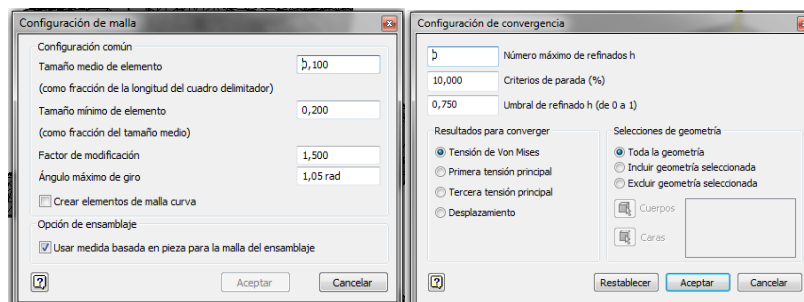 Configuración de malla
Configuración común
Tamaño medio de elemento
0,100
(como fracción de la longitud del cuadro delimitador)
Tamaño mínimo de elemento
0,200
(como fracción del tamaño medio)
Factor de modificación
1,500
Ángulo máximo de giro
1,05 rad
Crear elementos de malla curva
Opción de ensamblaje
Usar medida basada en pieza para la malla del ensamblaje
Aceptar
Cancelar
Configuración de convergencia
Número máximo de refinados h
10,000
Criterios de parada (%)
0,750
Umbral de refinado h (de 0 a 1)
Resultados para converger
Tensión de Von Mises
Primera tensión principal
Tercera tensión principal
Desplazamiento
Selecciones de geometría
Toda la geometría
Incluir geometría seleccionada
Excluir geometría seleccionada
Cuerpos
Caras
Restablecer
Aceptar
Cancelar